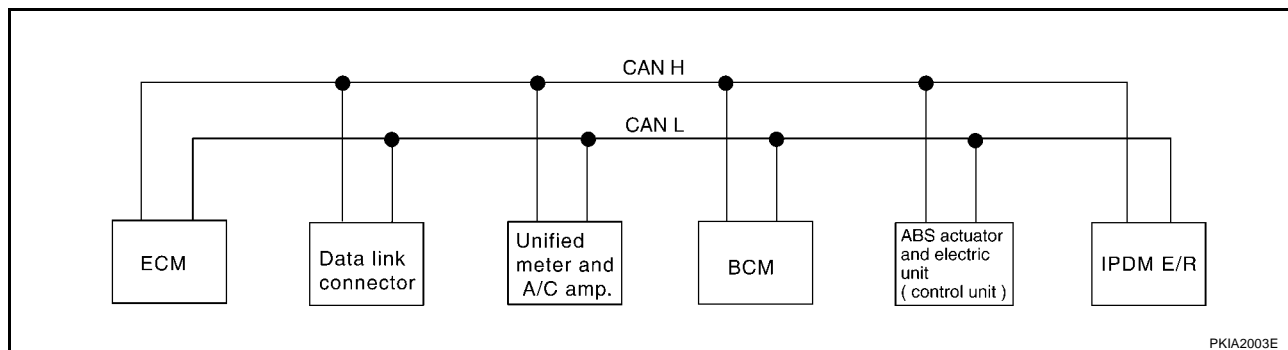 CAN H
CAN L
ECM
Data link
connector
Unified
meter and
A/C amp.
BCM
ABS actuator
and electric
unit
( control unit )
IPDM E/R
PKIA2003E